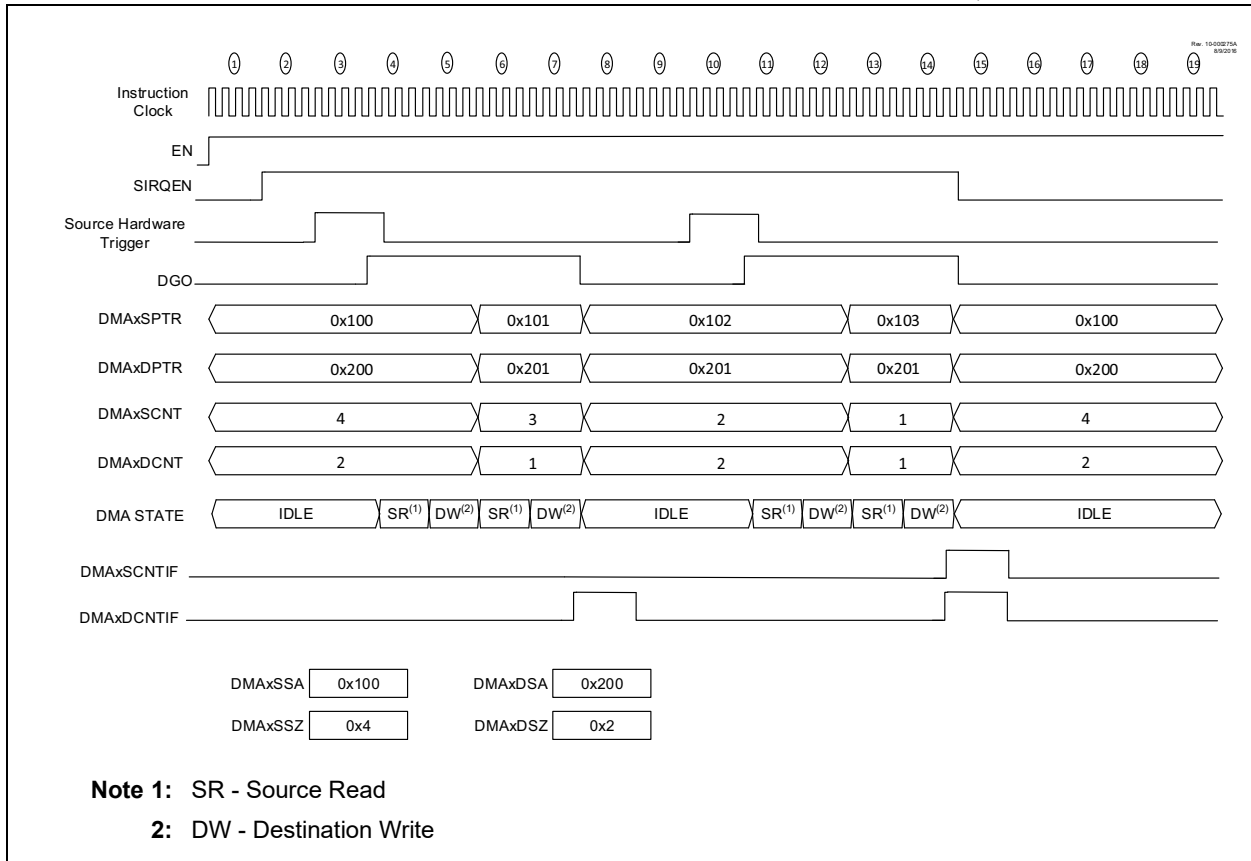 Rev. 10-000275A
8/9/2016
1 2 3 4 5 6 7 8 9 10 11 12 13 14 15 16 17 18 19
Instruction
Clock
EN
SIRQEN
Source Hardware
Trigger
DGO
DMAxSPTR 0x100 0x101 0x102 0x103 0x100
DMAxDPTR 0x200 0x201 0x201 0x201 0x200
DMAxSCNT 4 3 2 1 4
DMAxDCNT 2 1 2 1 2
DMA STATE IDLE SR(1) DW(2) SR(1) DW(2) IDLE SR(1) DW(2) SR(1) DW(2) IDLE
DMAxSCNTIF
DMAxDCNTIF
DMAxSSA 0x100 DMAxDSA 0x200
DMAxSSZ 0x4 DMAxDSZ 0x2
Note 1: SR - Source Read
2: DW - Destination Write